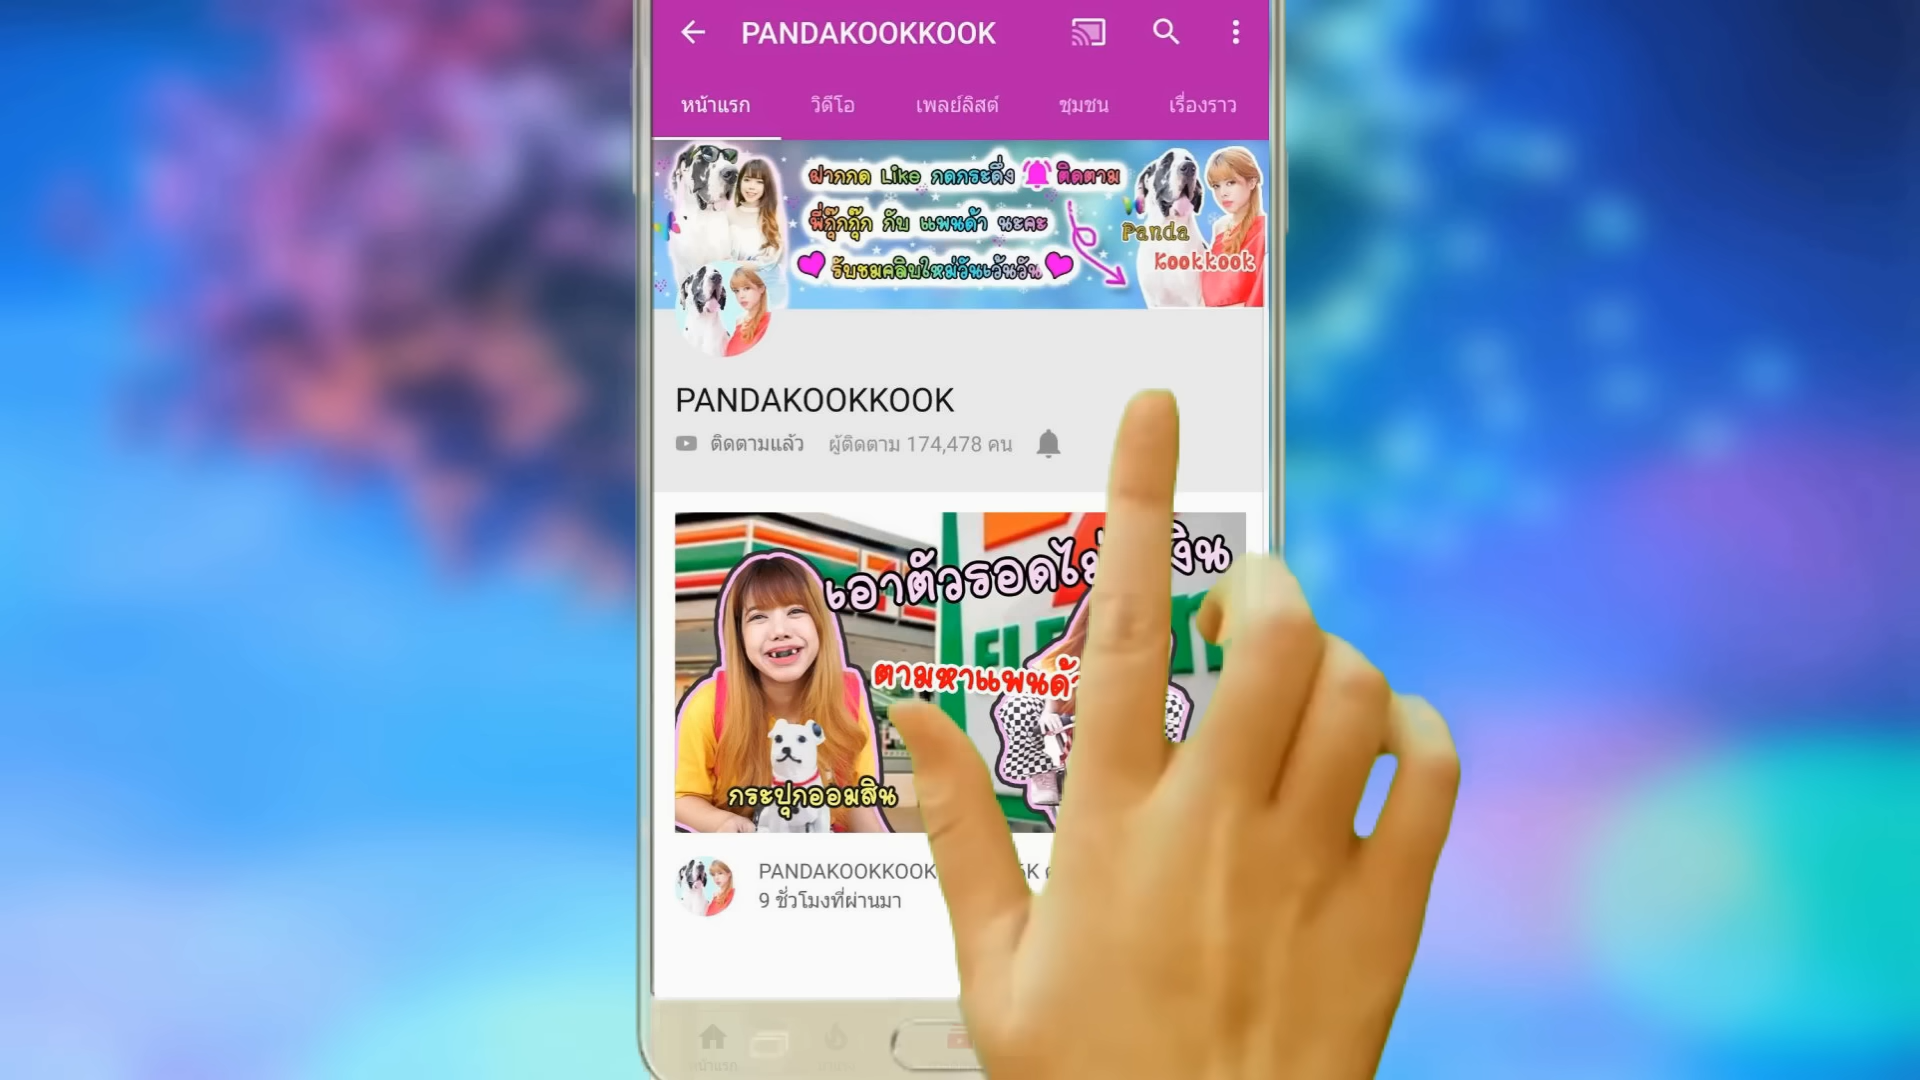 PANDAKOOKKOOK
หน้าแรก วิดีโอ เพลย์ลิสต์ ชุมชน เรื่องราว
ฝากกด Like กดกระดิ่ง ติดตาม
พี่กุ๊กกุ๊ก กับ แพนด้า นะคะ
รับชมคลิปใหม่วันเว้นวัน
Panda
Kookkook
PANDAKOOKKOOK
ติดตามแล้ว ผู้ติดตาม 174,478 คน
เอาตัวรอดไม่
ตามหาแพนด้า
กระปุกออมสิน
PANDAKOOKKOOK
9 ชั่วโมงที่ผ่านมา
หน้าแรก